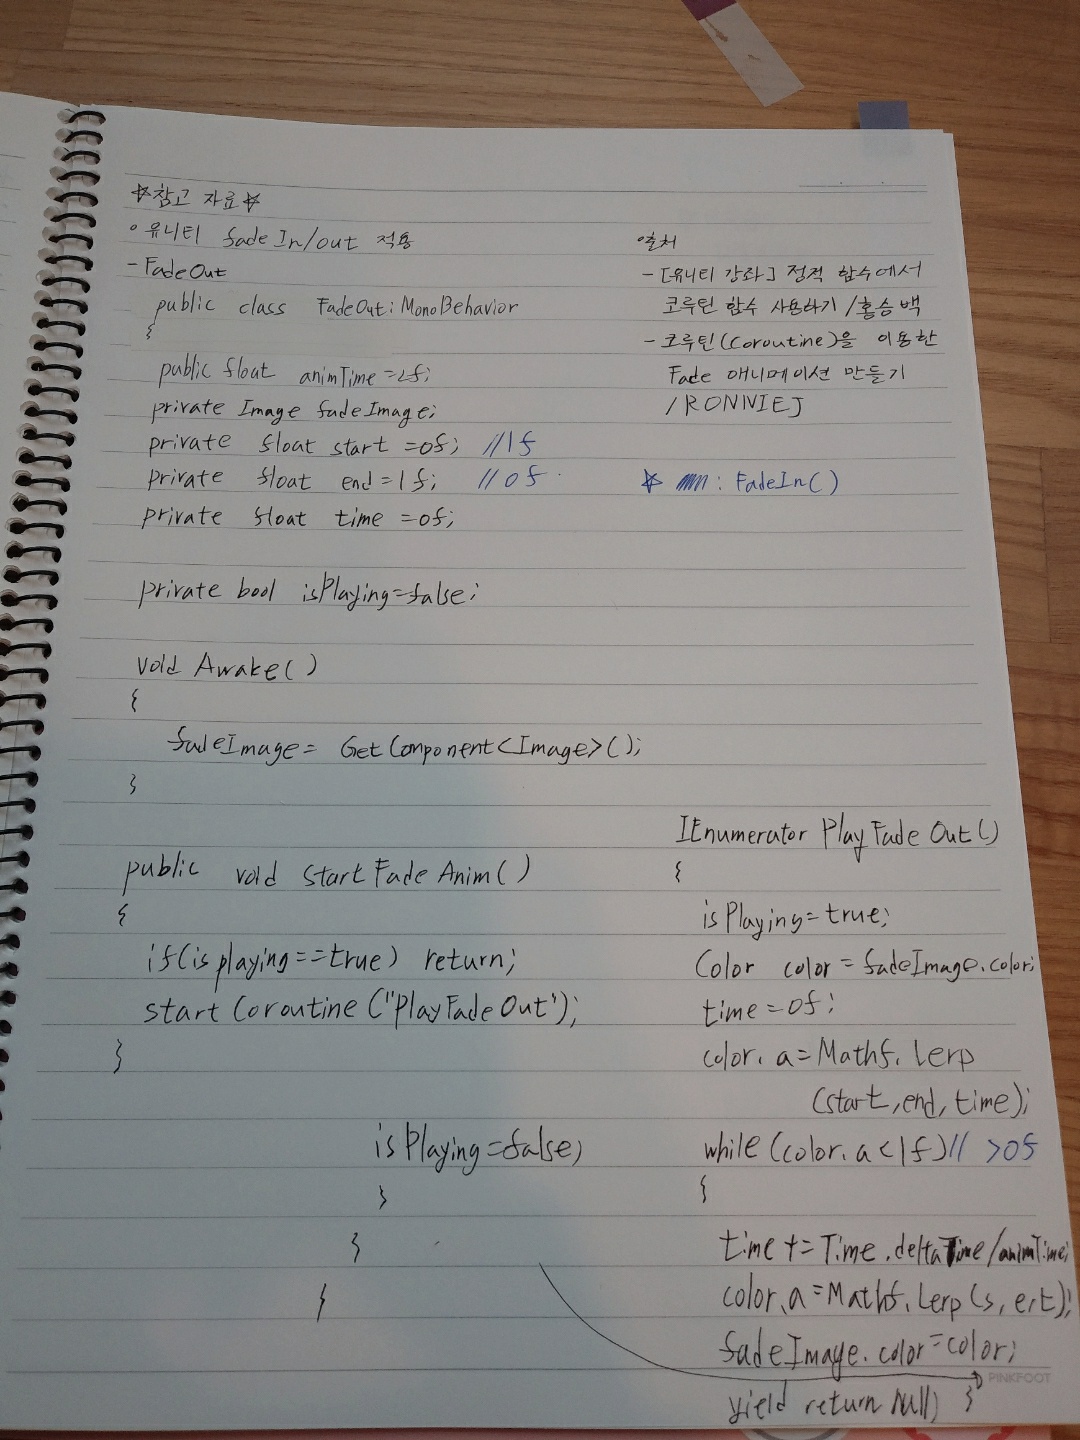 ☆참고 자료☆
◦유니티 fade In/out 적용
- FadeOut
public class FadeOut : MonoBehavior
{
public float animTime=2f;
private Image fadeImage;
private float start =0f; //1f
private float end=1f; //0f
private float time =0f;
private bool isPlaying=false;
void Awake()
{
fadeImage= GetComponent<Image>();
}
public void startFadeAnim()
{
if(isplaying==true) return;
startCoroutine("PlayFadeOut");
}
출처
- [유니티 강좌] 정적 함수에서
코루틴 함수 사용하기 /홍승백
- 코루틴(Coroutine)을 이용한
Fade 애니메이션 만들기
/RONNIEJ
☆ : FadeIn()
IEnumerator PlayFadeOut()
{
isPlaying=true;
Color color = fadeImage.color;
time=0f;
color.a=Mathf.Lerp
(start,end,time);
while(color.a<1f)// >0f
{
time+=Time.deltaTime/animTime;
color.a=Mathf.Lerp(s,e,t);
fadeImage.color=color;
yield return null; }
isPlaying=false;
}
}
}
PINKFOOT